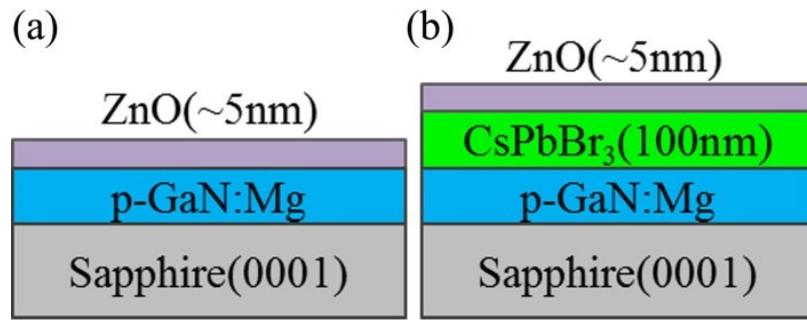 (a)
ZnO(~5nm)
p-GaN:Mg
Sapphire(0001)
(b)
ZnO(~5nm)
CsPbBr₃(100nm)
p-GaN:Mg
Sapphire(0001)